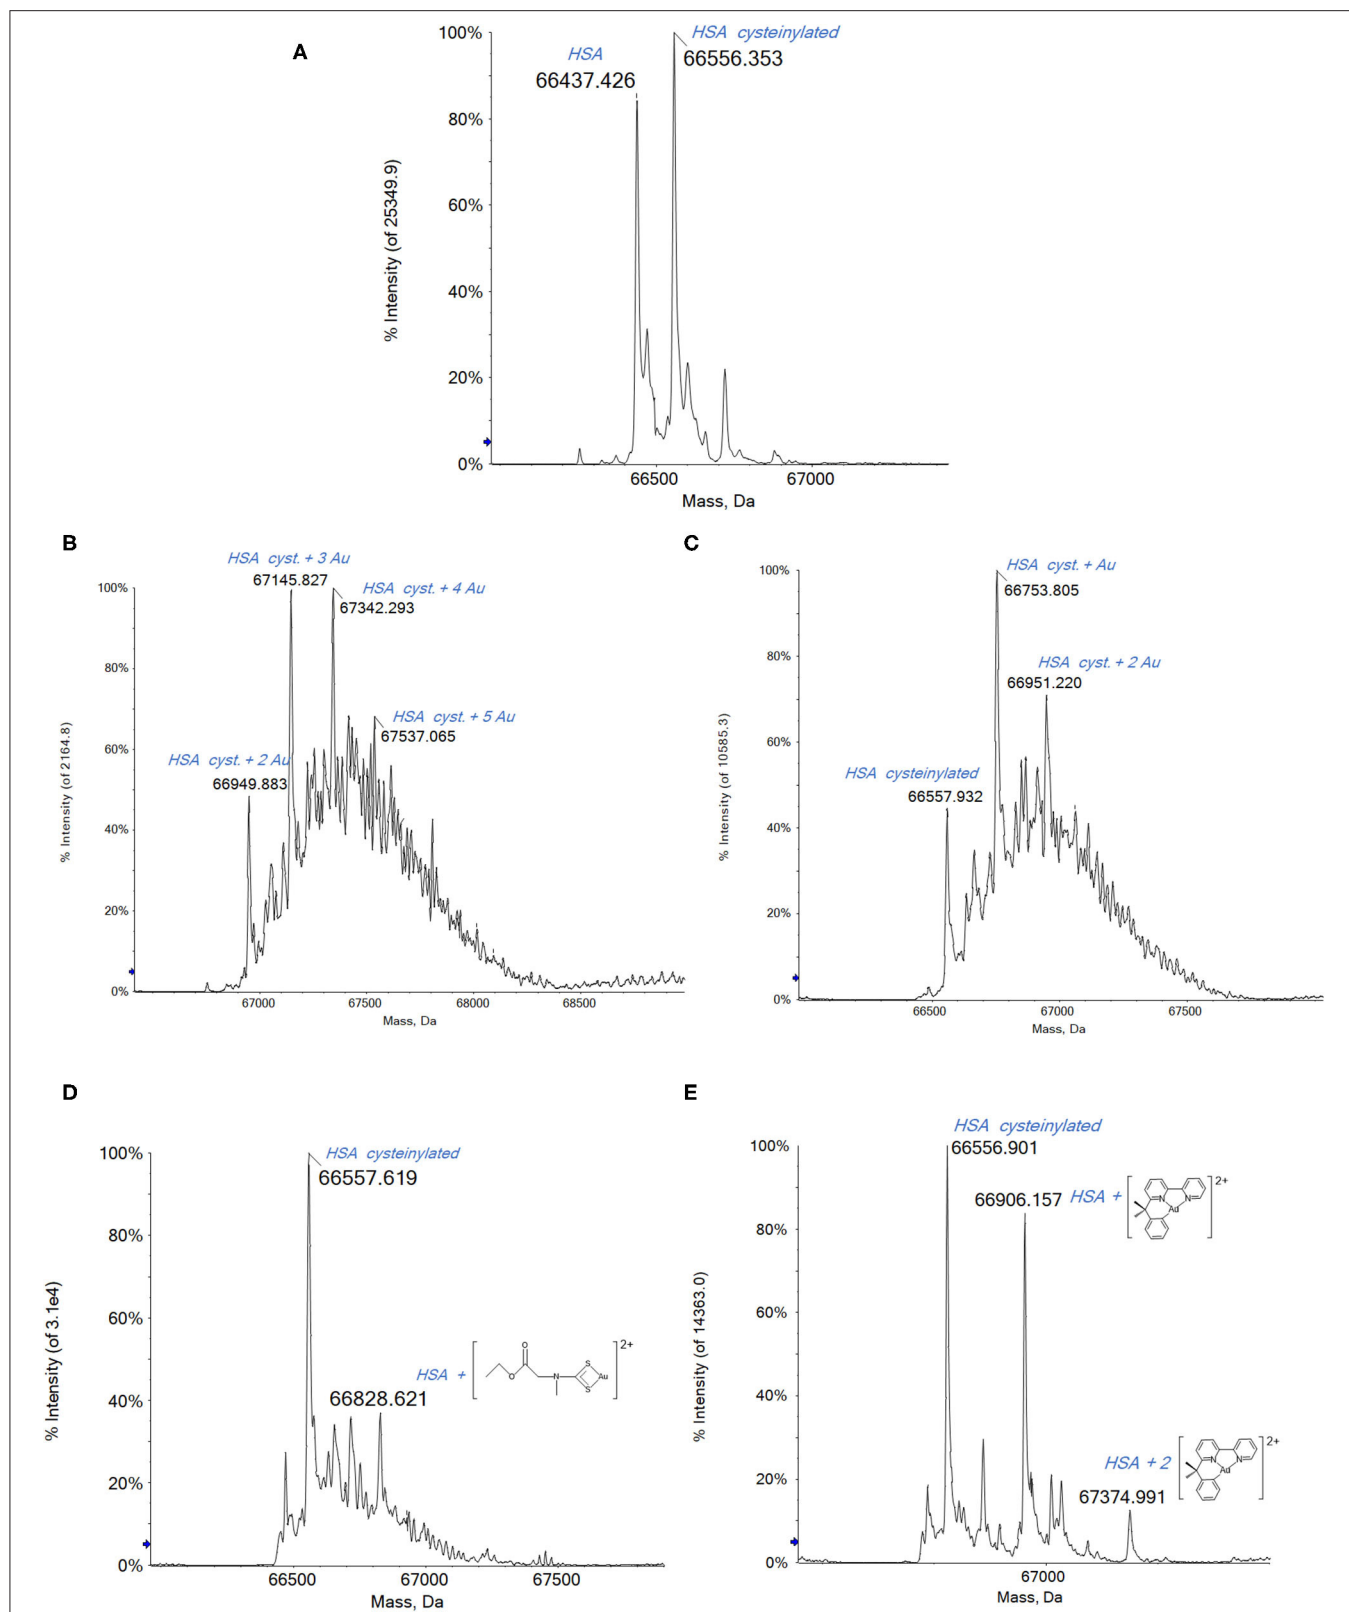 A
HSA
66437.426
HSA cysteinylated
66556.353
100%
80%
60%
40%
20%
0%
% Intensity (of 25349.9)
66500
67000
Mass, Da
B
HSA cyst. + 3 Au
67145.827
HSA cyst. + 4 Au
67342.293
HSA cyst. + 5 Au
67537.065
HSA cyst. + 2 Au
66949.883
100%
80%
60%
40%
20%
0%
% Intensity (of 2164.8)
67000
67500
68000
68500
Mass, Da
C
HSA cyst. + Au
66753.805
HSA cyst. + 2 Au
66951.220
HSA cysteinylated
66557.932
100%
80%
60%
40%
20%
0%
% Intensity (of 10585.3)
66500
67000
67500
Mass, Da
D
HSA cysteinylated
66557.619
HSA +
66828.621
O
O
N
S
S
Au
2+
100%
80%
60%
40%
20%
0%
% Intensity (of 3.1e4)
66500
67000
67500
Mass, Da
E
HSA cysteinylated
66556.901
66906.157
HSA +
N
N
Au
2+
HSA + 2
67374.991
N
N
Au
2+
100%
80%
60%
40%
20%
0%
% Intensity (of 14363.0)
67000
Mass, Da